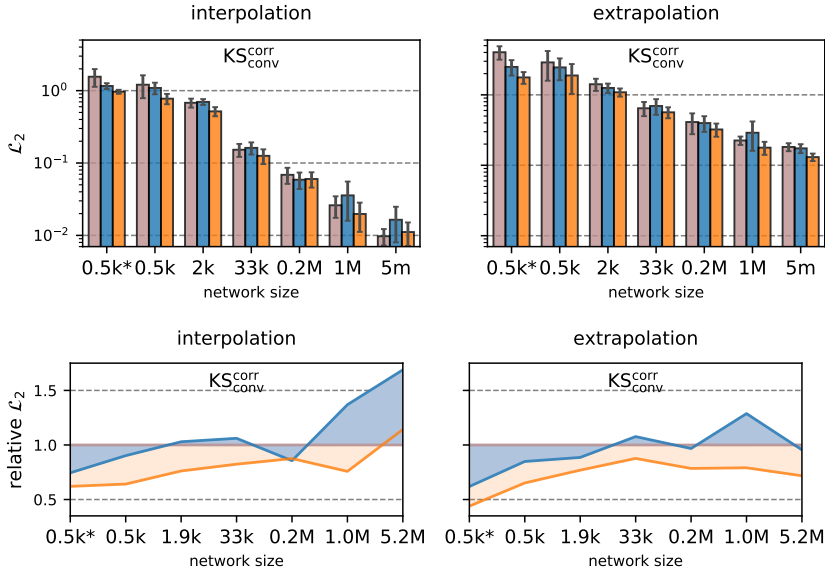 interpolation
extrapolation
KS^corr_conv
KS^corr_conv
10^0
10^−1
10^−2
ℒ₂
0.5k* 0.5k 2k 33k 0.2M 1M 5m
0.5k* 0.5k 2k 33k 0.2M 1M 5m
network size
network size
interpolation
extrapolation
KS^corr_conv
KS^corr_conv
1.5
1.0
0.5
relative ℒ₂
0.5k* 0.5k 1.9k 33k 0.2M 1.0M 5.2M
0.5k* 0.5k 1.9k 33k 0.2M 1.0M 5.2M
network size
network size